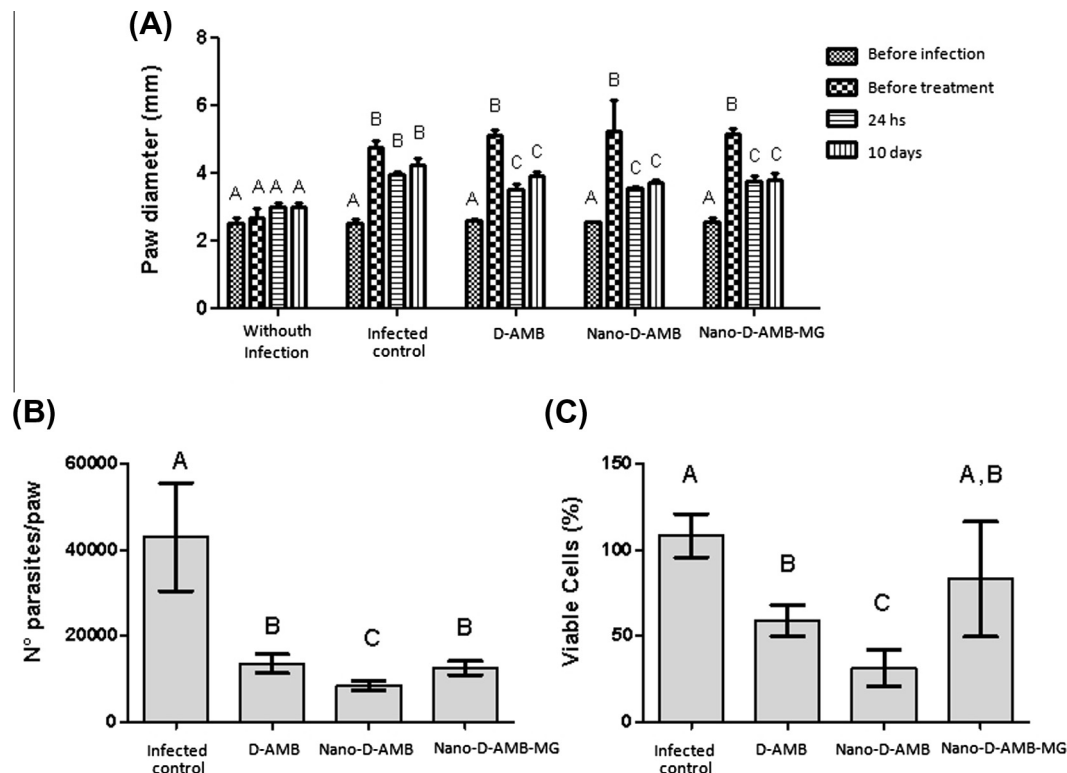 (A)
Paw diameter (mm)
8
6
4
2
0
A A A A
A B B B
A B C C
A B C C
A B C C
Withouth
Infection
Infected
control
D-AMB
Nano-D-AMB
Nano-D-AMB-MG
Before infection
Before treatment
24 hs
10 days
(B)
N° parasites/paw
60000
40000
20000
0
A
B
C
B
Infected
control
D-AMB
Nano-D-AMB
Nano-D-AMB-MG
(C)
Viable Cells (%)
150
100
50
0
A
B
C
A,B
Infected
control
D-AMB
Nano-D-AMB
Nano-D-AMB-MG